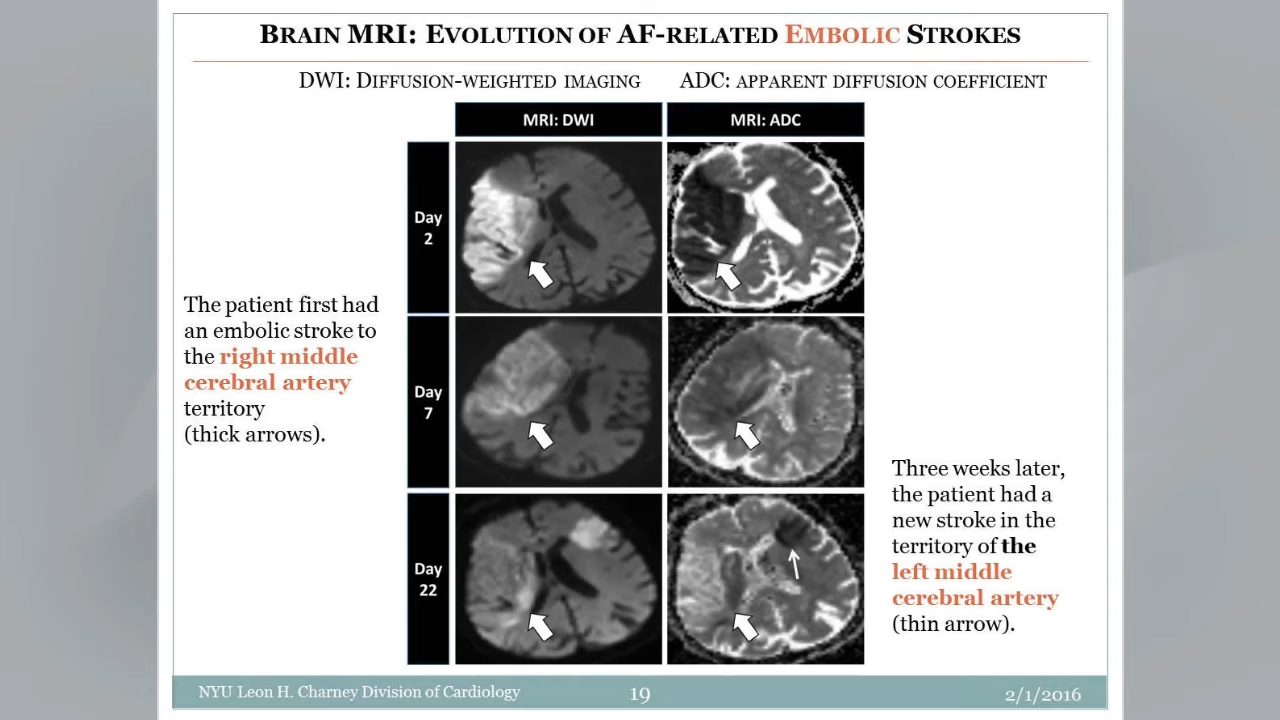 BRAIN MRI: EVOLUTION OF AF-RELATED EMBOLIC STROKES
DWI: DIFFUSION-WEIGHTED IMAGING
ADC: APPARENT DIFFUSION COEFFICIENT
MRI: DWI
MRI: ADC
Day
2
The patient first had
an embolic stroke to
the right middle
cerebral artery
territory
(thick arrows).
Day
7
Three weeks later,
the patient had a
new stroke in the
territory of the
left middle
cerebral artery
(thin arrow).
Day
22
NYU Leon H. Charney Division of Cardiology
19
2/1/2016